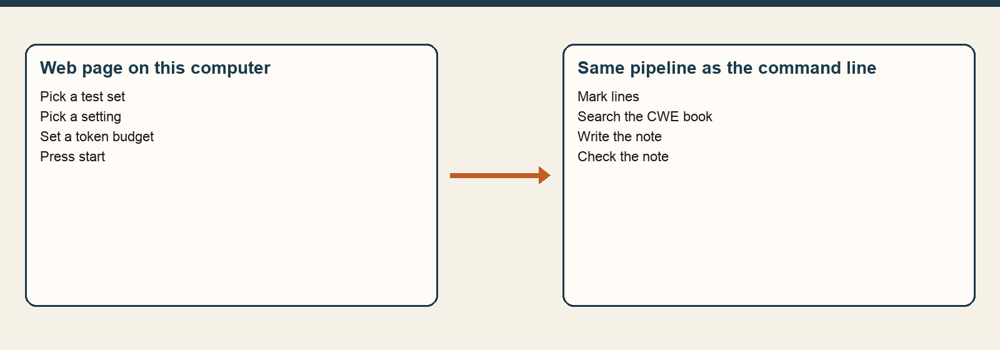 Web page on this computer
Pick a test set
Pick a setting
Set a token budget
Press start
Same pipeline as the command line
Mark lines
Search the CWE book
Write the note
Check the note